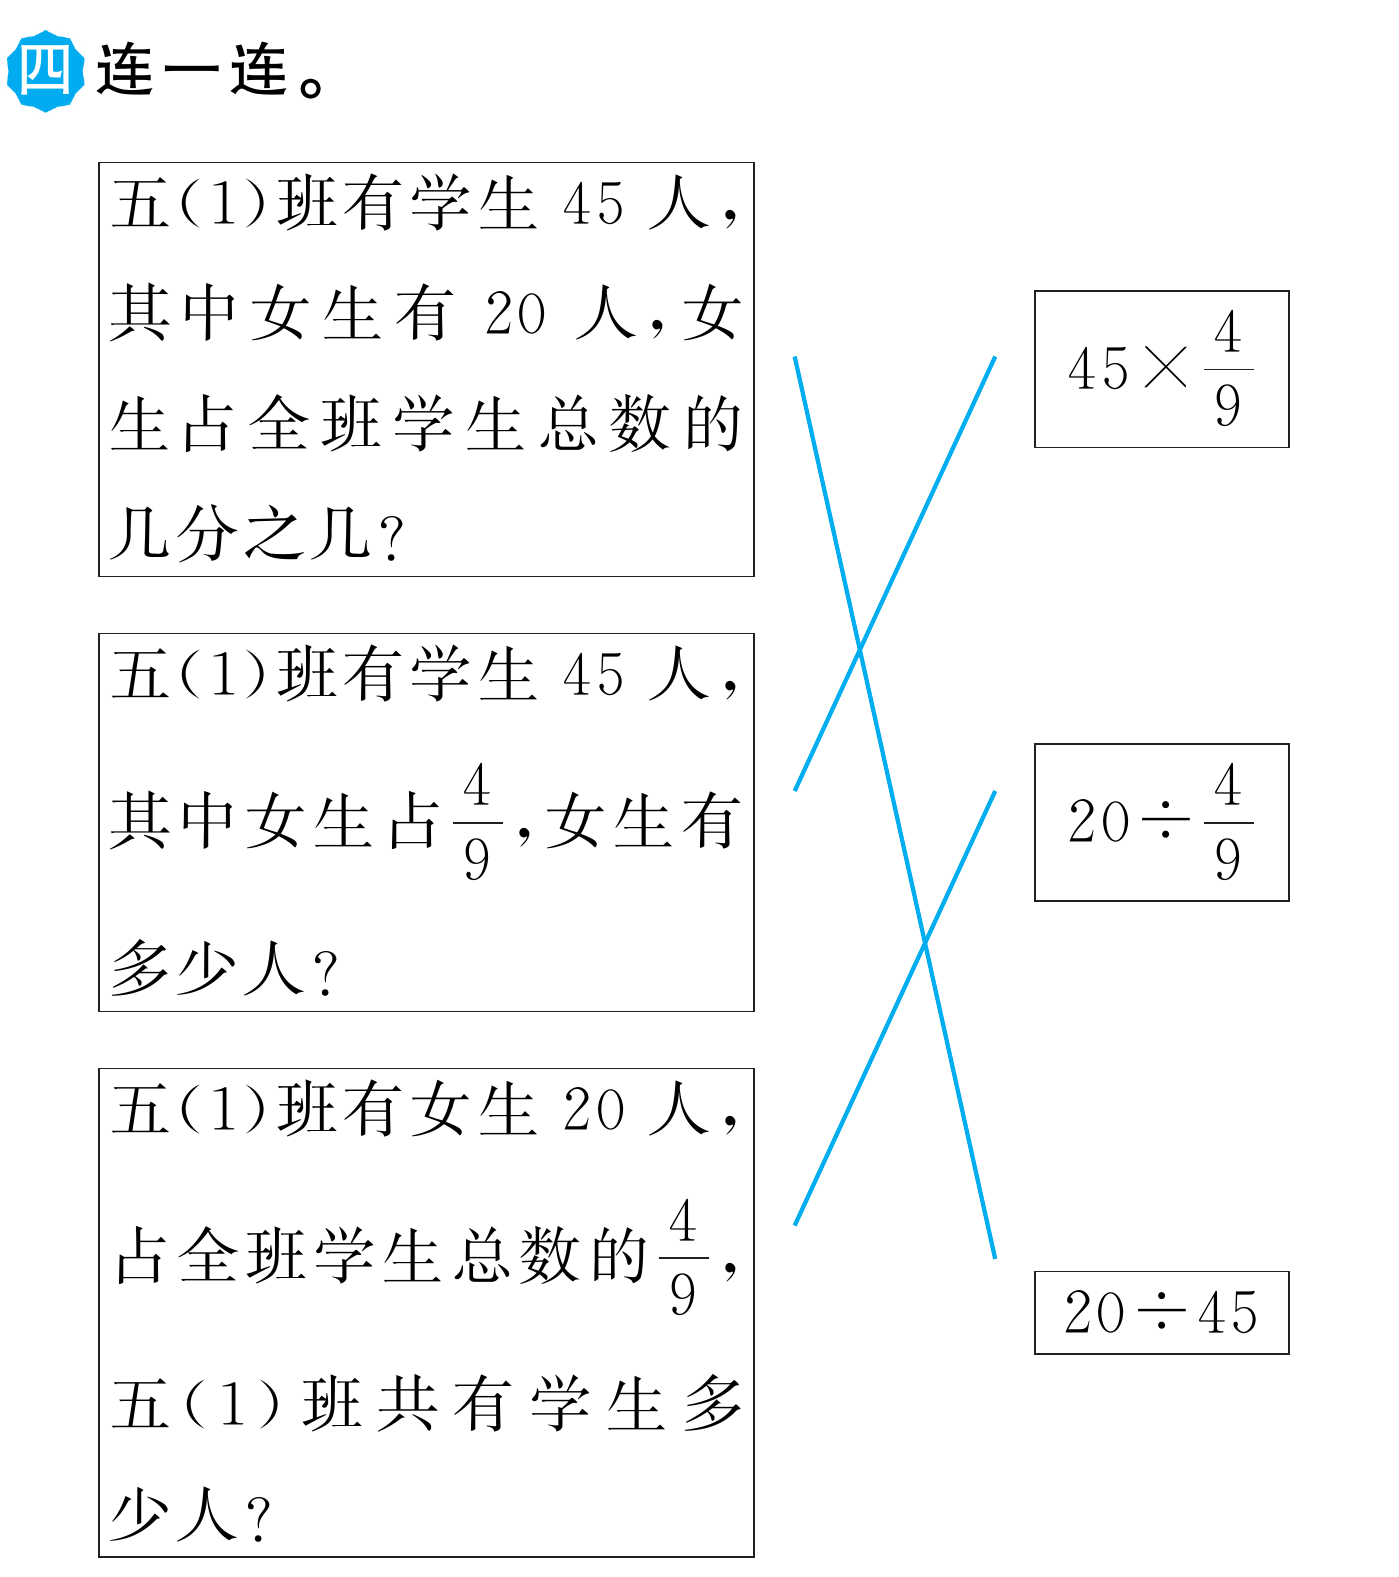 四 连一连。
五(1)班有学生 45 人,
其中女生有 20 人,女
生占全班学生总数的
几分之几?
45×4/9
五(1)班有学生 45 人,
其中女生占4/9,女生有
多少人?
20÷4/9
五(1)班有女生 20 人,
占全班学生总数的4/9,
五(1)班共有学生多
少人?
20÷45